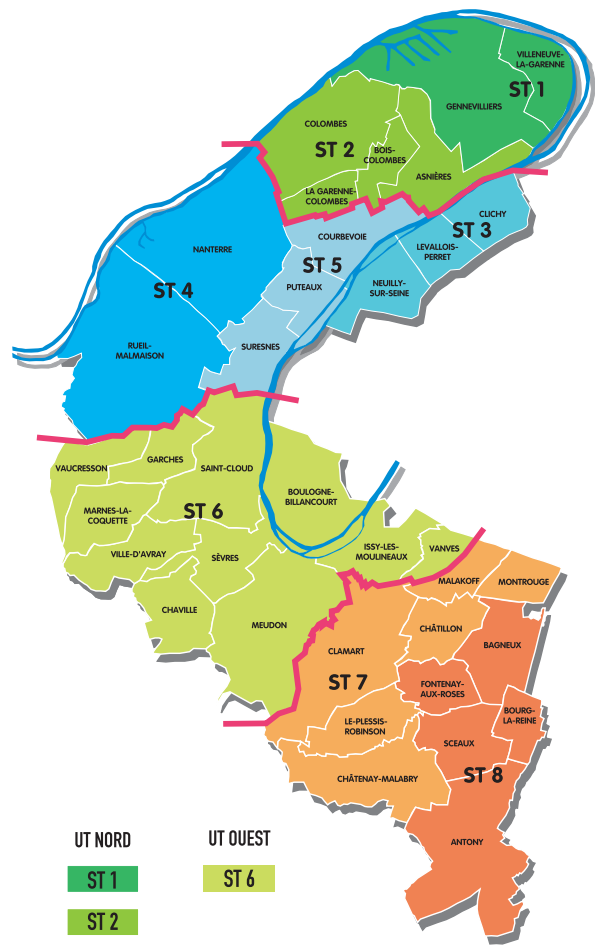 VILLENEUVE-
LA-GARENNE
ST 1
GENNEVILLIERS
COLOMBES
ST 2
BOIS-
COLOMBES
ASNIÈRES
LA GARENNE-
COLOMBES
CLICHY
ST 3
COURBEVOIE
LEVALLOIS-
PERRET
NANTERRE
ST 5
PUTEAUX
NEUILLY-
SUR-SEINE
ST 4
RUEIL-
MALMAISON
SURESNES
VAUCRESSON
GARCHES
SAINT-CLOUD
BOULOGNE-
BILLANCOURT
MARNES-LA-
COQUETTE
ST 6
VILLE-D'AVRAY
SÈVRES
ISSY-LES-
MOULINEAUX
VANVES
MALAKOFF
MONTROUGE
CHAVILLE
MEUDON
CHÂTILLON
BAGNEUX
CLAMART
ST 7
FONTENAY-
AUX-ROSES
BOURG-
LA-REINE
LE-PLESSIS-
ROBINSON
SCEAUX
CHÂTENAY-MALABRY
ST 8
ANTONY
UT NORD
ST 1
ST 2
UT OUEST
ST 6